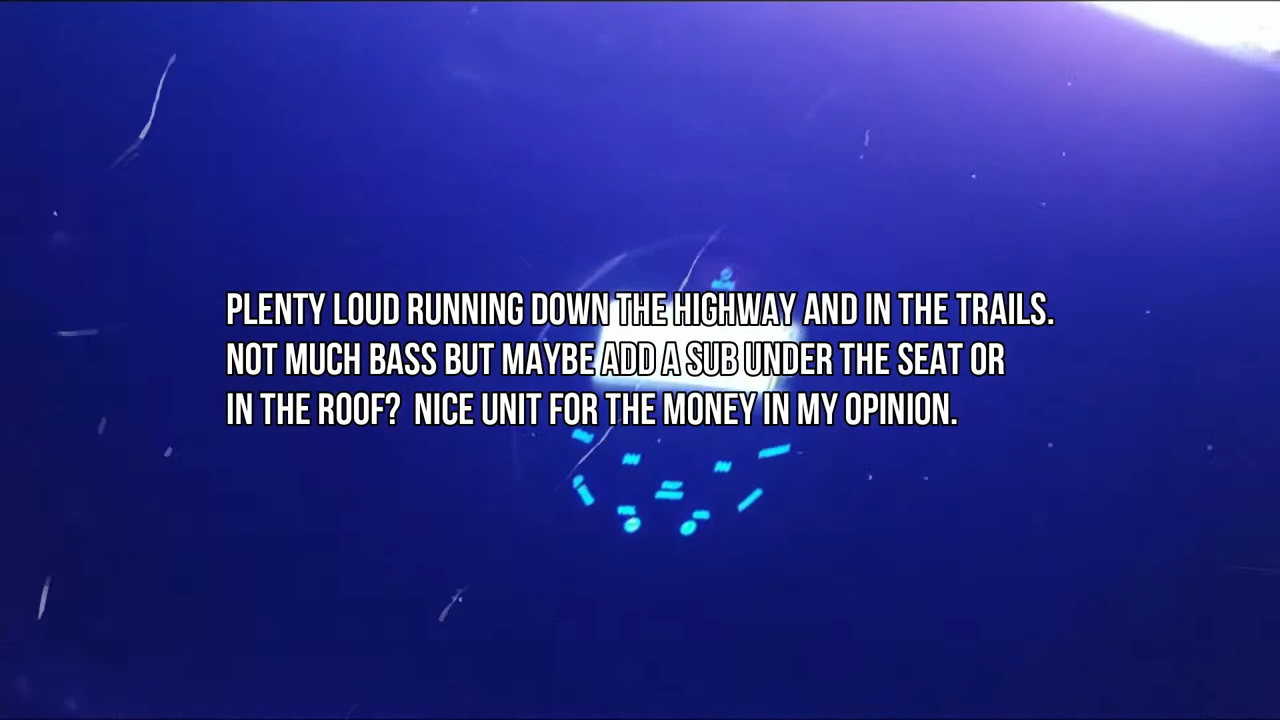 PLENTY LOUD RUNNING DOWN THE HIGHWAY AND IN THE TRAILS.
NOT MUCH BASS BUT MAYBE ADD A SUB UNDER THE SEAT OR
IN THE ROOF?  NICE UNIT FOR THE MONEY IN MY OPINION.